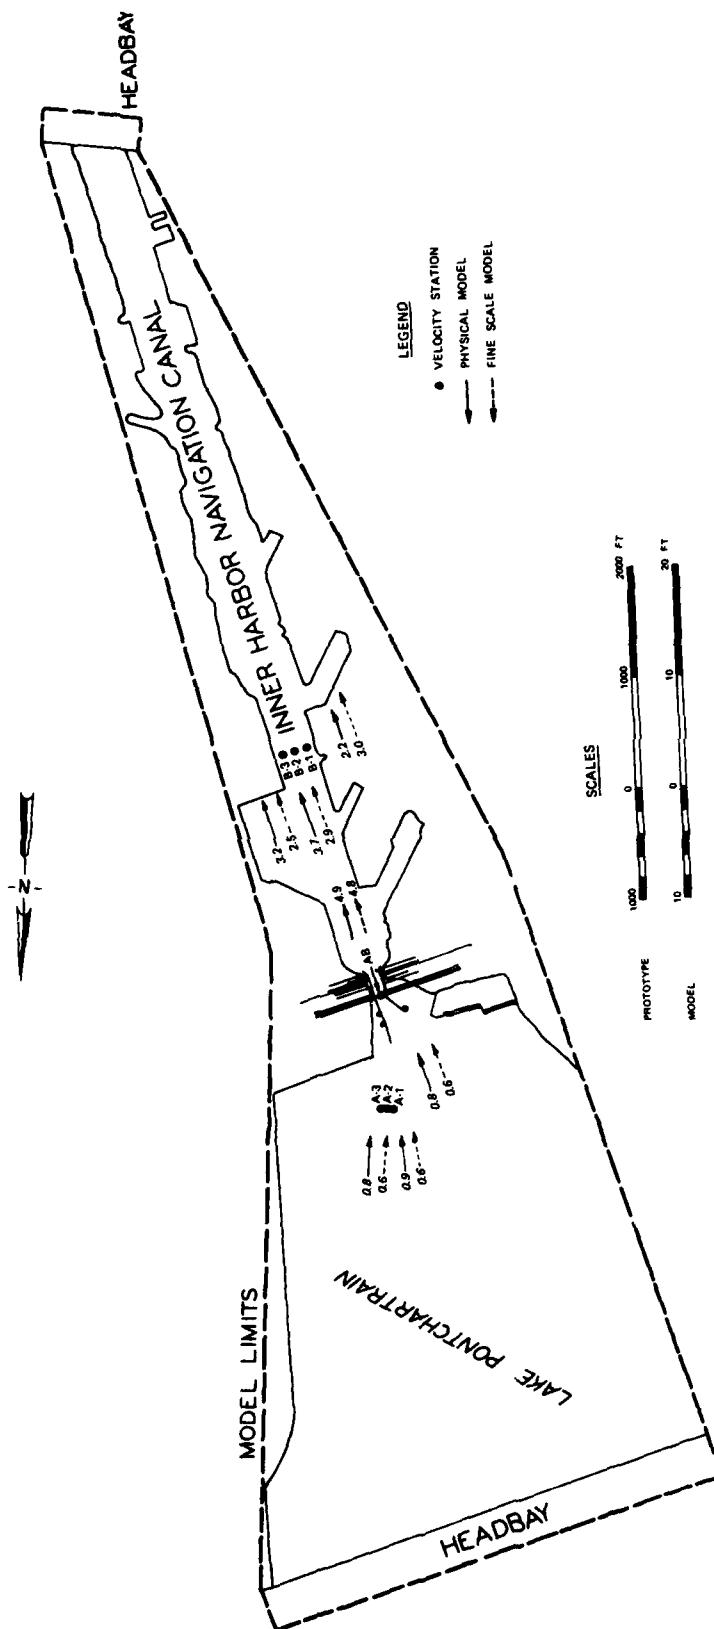 HEADBAY
INNER HARBOR NAVIGATION CANAL
LEGEND
VELOCITY STATION
PHYSICAL MODEL
FINE SCALE MODEL
N
B-3
B-2
B-1
3.2
2.5
3.7
2.9
2.2
3.0
4.9
4.8
AB
A-3
A-2
A-1
0.8
0.6
0.9
0.6
0.8
0.6
SCALES
PROTOTYPE
1000 0 1000 2000 FT
MODEL
10 0 10 20 FT
MODEL LIMITS
LAKE PONTCHARTRAIN
HEADBAY